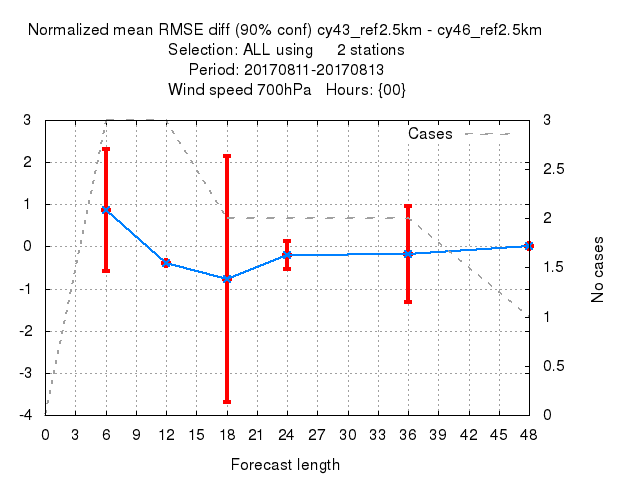 Normalized mean RMSE diff (90% conf) cy43_ref2.5km - cy46_ref2.5km
Selection: ALL using 2 stations
Period: 20170811-20170813
Wind speed 700hPa Hours: {00}
Cases
3
2
1
0
-1
-2
-3
-4
3
2.5
2
1.5
1
0.5
0
No cases
0 3 6 9 12 15 18 21 24 27 30 33 36 39 42 45 48
Forecast length